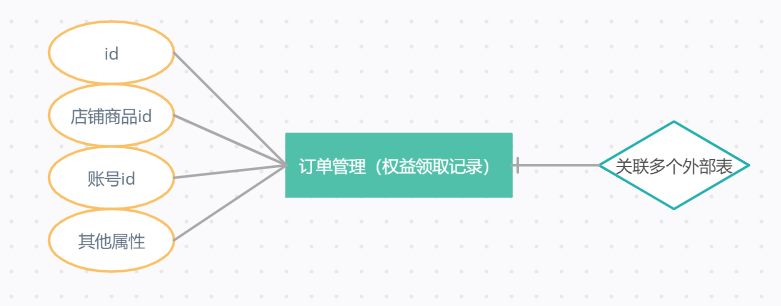 id
店铺商品id
账号id
其他属性
订单管理（权益领取记录）
关联多个外部表